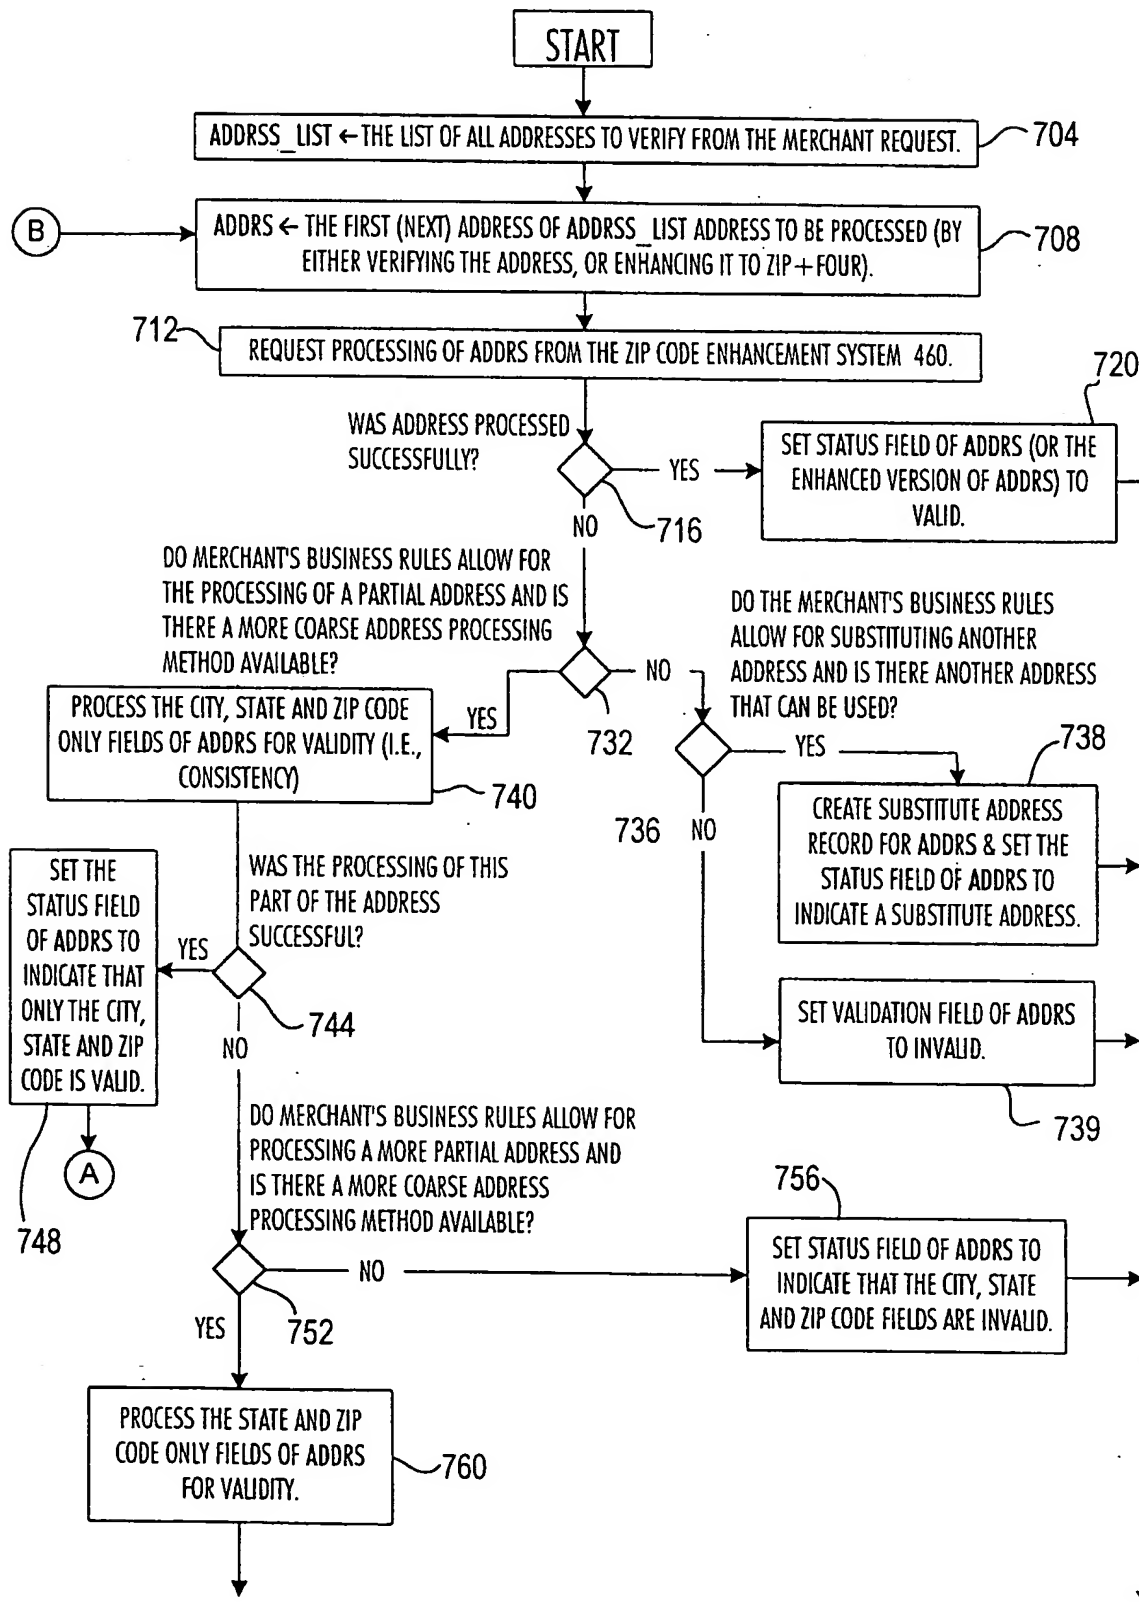 START
ADDRSS_LIST ← THE LIST OF ALL ADDRESSES TO VERIFY FROM THE MERCHANT REQUEST.
704
B
ADDRS ← THE FIRST (NEXT) ADDRESS OF ADDRSS_LIST ADDRESS TO BE PROCESSED (BY
EITHER VERIFYING THE ADDRESS, OR ENHANCING IT TO ZIP+FOUR).
708
712
REQUEST PROCESSING OF ADDRS FROM THE ZIP CODE ENHANCEMENT SYSTEM 460.
WAS ADDRESS PROCESSED
SUCCESSFULLY?
YES
716
NO
720
SET STATUS FIELD OF ADDRS (OR THE
ENHANCED VERSION OF ADDRS) TO
VALID.
DO MERCHANT'S BUSINESS RULES ALLOW FOR
THE PROCESSING OF A PARTIAL ADDRESS AND IS
THERE A MORE COARSE ADDRESS PROCESSING
METHOD AVAILABLE?
NO
YES
732
DO THE MERCHANT'S BUSINESS RULES
ALLOW FOR SUBSTITUTING ANOTHER
ADDRESS AND IS THERE ANOTHER ADDRESS
THAT CAN BE USED?
YES
736
NO
738
CREATE SUBSTITUTE ADDRESS
RECORD FOR ADDRS & SET THE
STATUS FIELD OF ADDRS TO
INDICATE A SUBSTITUTE ADDRESS.
SET VALIDATION FIELD OF ADDRS
TO INVALID.
739
PROCESS THE CITY, STATE AND ZIP CODE
ONLY FIELDS OF ADDRS FOR VALIDITY (I.E.,
CONSISTENCY)
740
WAS THE PROCESSING OF THIS
PART OF THE ADDRESS
SUCCESSFUL?
YES
744
NO
SET THE
STATUS FIELD
OF ADDRS TO
INDICATE THAT
ONLY THE CITY,
STATE AND ZIP
CODE IS VALID.
A
748
DO MERCHANT'S BUSINESS RULES ALLOW FOR
PROCESSING A MORE PARTIAL ADDRESS AND
IS THERE A MORE COARSE ADDRESS
PROCESSING METHOD AVAILABLE?
NO
752
YES
756
SET STATUS FIELD OF ADDRS TO
INDICATE THAT THE CITY, STATE
AND ZIP CODE FIELDS ARE INVALID.
PROCESS THE STATE AND ZIP
CODE ONLY FIELDS OF ADDRS
FOR VALIDITY.
760